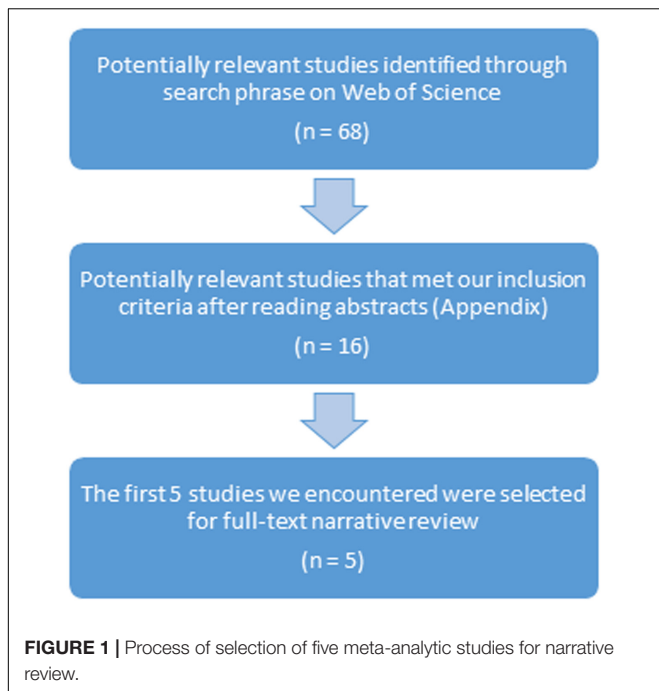 Potentially relevant studies identified through
search phrase on Web of Science
(n = 68)
Potentially relevant studies that met our inclusion
criteria after reading abstracts (Appendix)
(n = 16)
The first 5 studies we encountered were selected
for full-text narrative review
(n = 5)
FIGURE 1 | Process of selection of five meta-analytic studies for narrative
review.